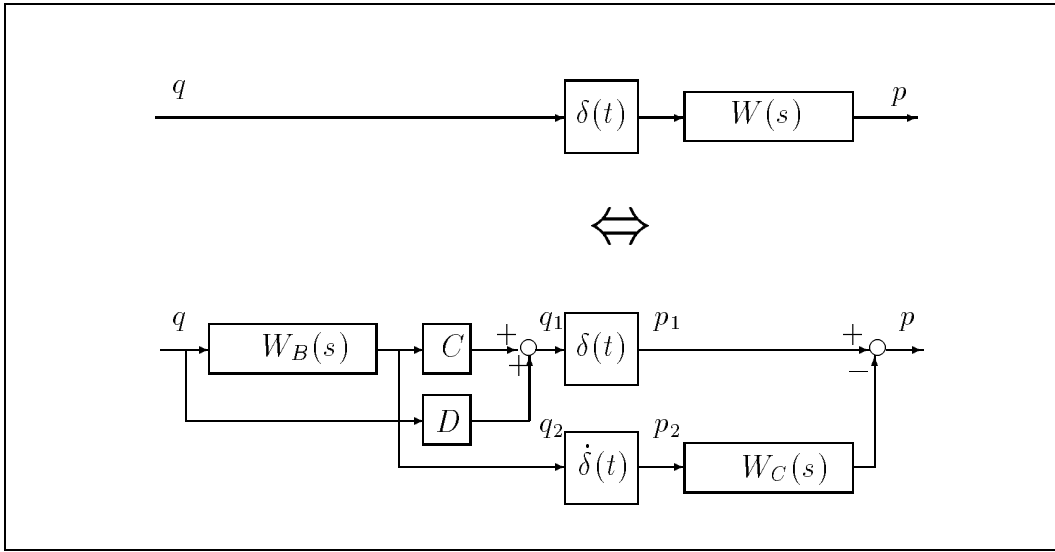 q δ(t) W(s) p
⇔
q W_B(s) C + + q_1 δ(t) p_1 + − p
D
q_2 δ̇(t) p_2 W_C(s)